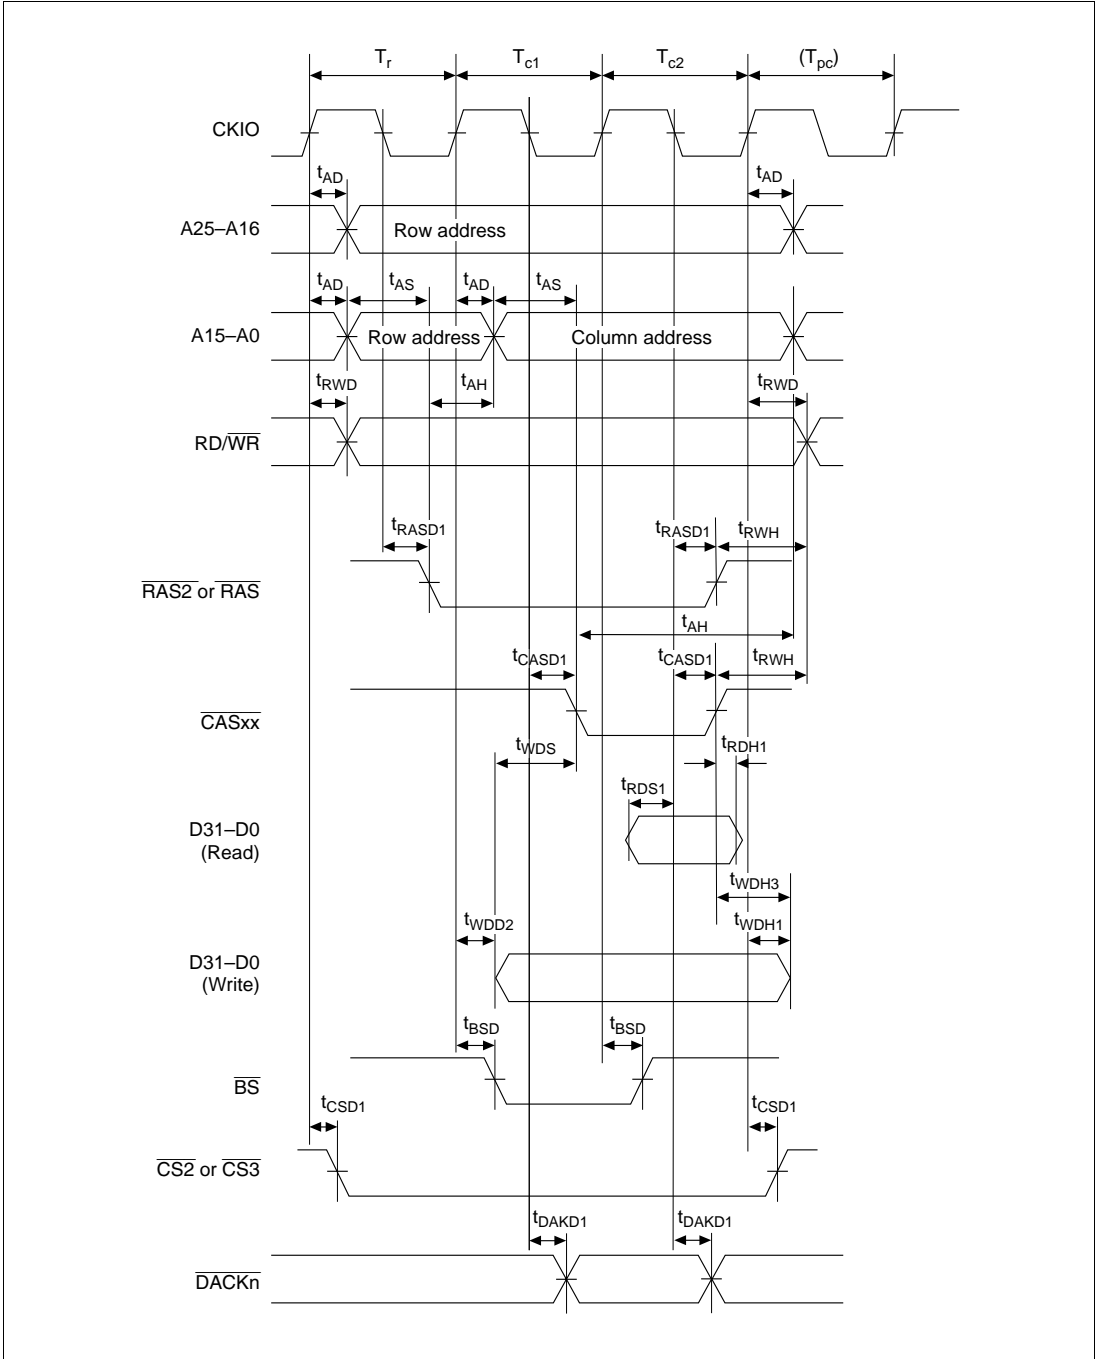 Tr Tc1 Tc2 (Tpc)
CKIO
tAD tAD
A25–A16 Row address
tAD tAS tAD tAS
A15–A0 Row address Column address
tRWD tAH tRWD
RD/WR
tRASD1 tRASD1 tRWH
RAS2 or RAS
tAH
tCASD1 tCASD1 tRWH
CASxx
tWDS tRDH1
tRDS1
D31–D0
(Read)
tWDH3
tWDD2 tWDH1
D31–D0
(Write)
tBSD tBSD
BS
tCSD1 tCSD1
CS2 or CS3
tDAKD1 tDAKD1
DACKn